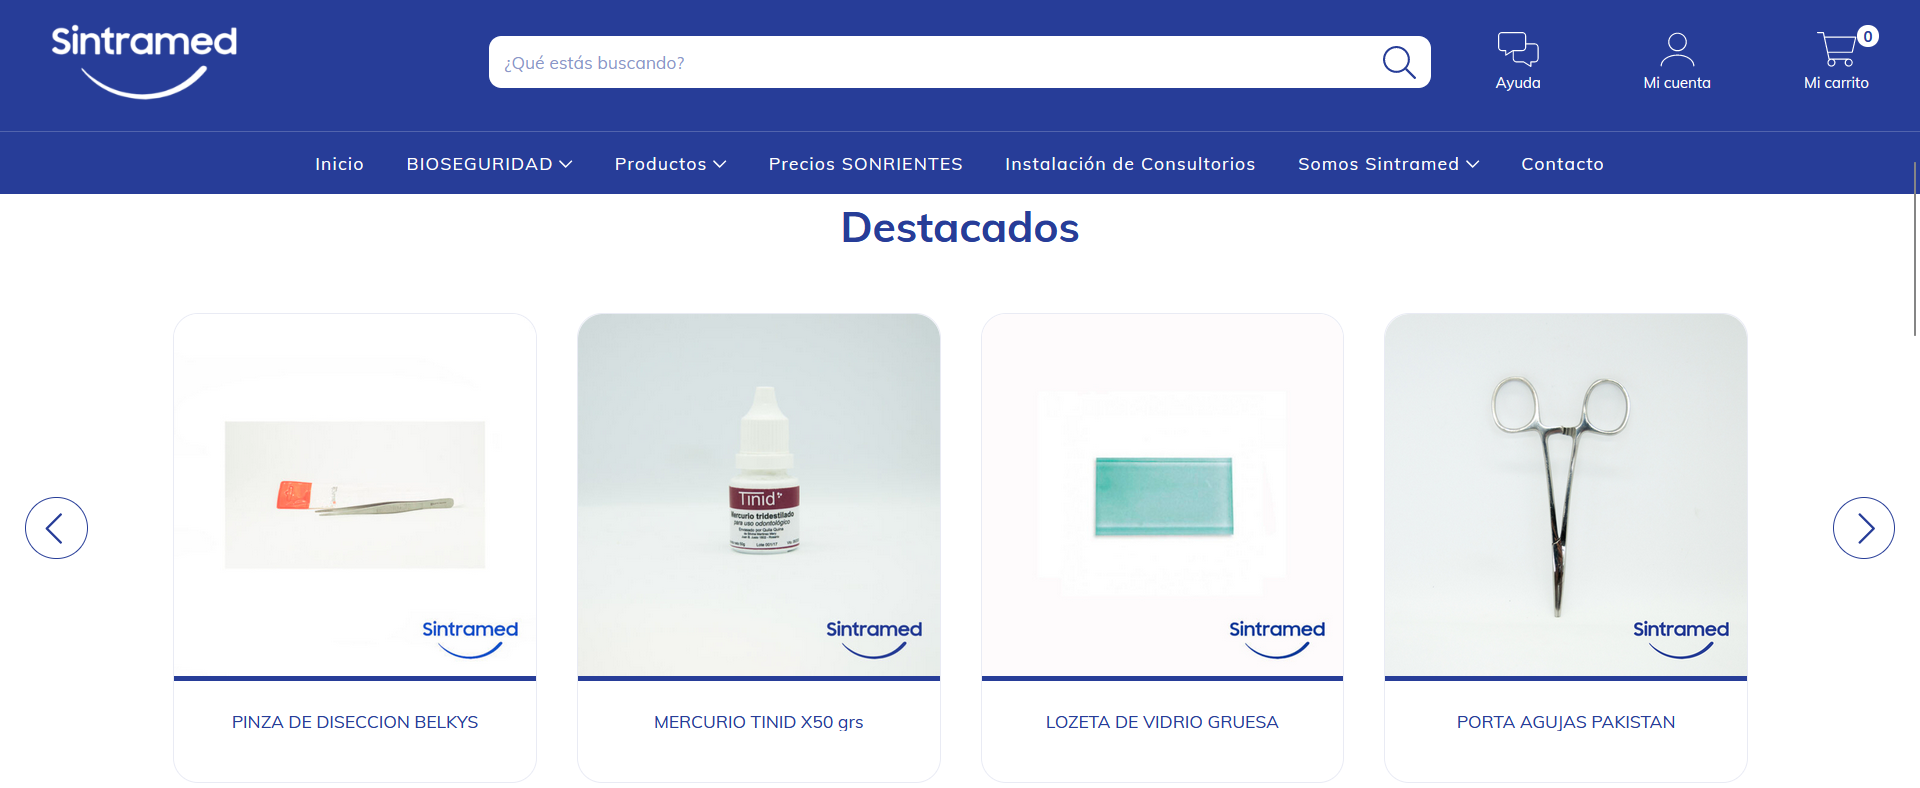 Sintramed
¿Qué estás buscando?
Ayuda
Mi cuenta
0
Mi carrito
Inicio
BIOSEGURIDAD
Productos
Precios SONRIENTES
Instalación de Consultorios
Somos Sintramed
Contacto
Destacados
Sintramed
PINZA DE DISECCION BELKYS
Tinid
Mercurio tridestilado
para uso odontológico
Sintramed
MERCURIO TINID X50 grs
Sintramed
LOZETA DE VIDRIO GRUESA
Sintramed
PORTA AGUJAS PAKISTAN